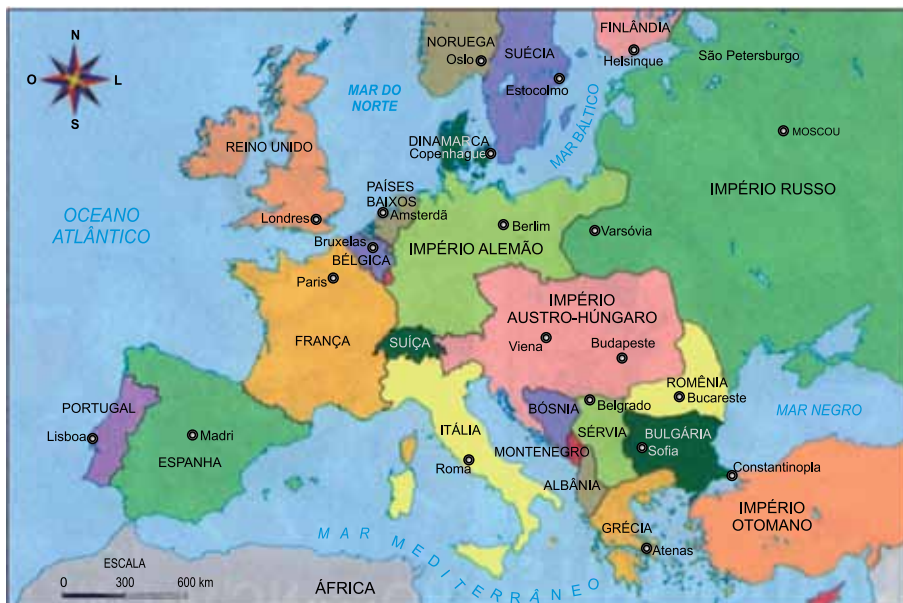 N
O
L
S
NORUEGA
Oslo
SUÉCIA
Estocolmo
FINLÂNDIA
Helsinque
São Petersburgo
MOSCOU
MAR DO
NORTE
MAR BÁLTICO
DINAMARCA
Copenhague
REINO UNIDO
Londres
PAÍSES
BAIXOS
Amsterdã
IMPÉRIO RUSSO
OCEANO
ATLÂNTICO
Bruxelas
BÉLGICA
Berlim
IMPÉRIO ALEMÃO
Varsóvia
Paris
FRANÇA
SUÍÇA
IMPÉRIO
AUSTRO-HÚNGARO
Viena
Budapeste
ROMÊNIA
Bucareste
MAR NEGRO
PORTUGAL
Lisboa
Madri
ESPANHA
ITÁLIA
Roma
BÓSNIA
Belgrado
SÉRVIA
MONTENEGRO
BULGÁRIA
Sofia
ALBÂNIA
Constantinopla
IMPÉRIO
OTOMANO
GRÉCIA
Atenas
MAR MEDITERRÂNEO
ÁFRICA
ESCALA
0 300 600 km